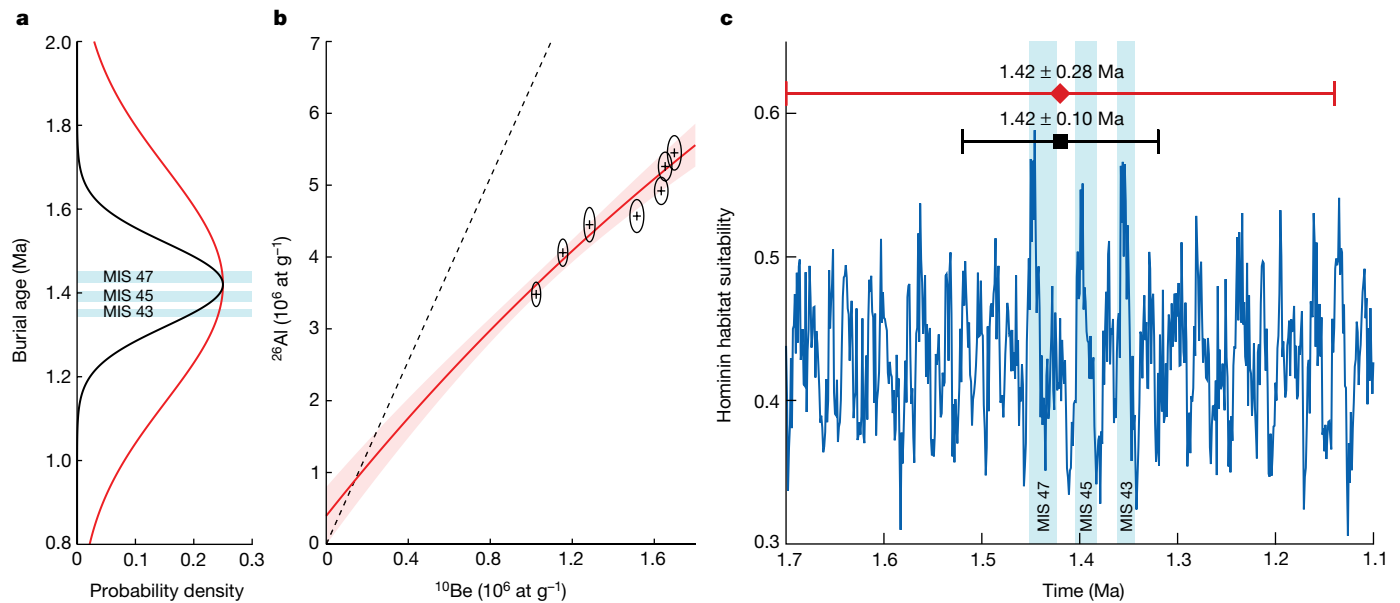 a
2.0
1.8
1.6
1.4
1.2
1.0
0.8
Burial age (Ma)
MIS 47
MIS 45
MIS 43
0
0.1
0.2
0.3
Probability density
b
7
6
5
4
3
2
1
0
²⁶Al (10⁶ at g⁻¹)
0
0.4
0.8
1.2
1.6
¹⁰Be (10⁶ at g⁻¹)
c
1.42 ± 0.28 Ma
1.42 ± 0.10 Ma
0.6
0.5
0.4
0.3
Hominin habitat suitability
MIS 47
MIS 45
MIS 43
1.7
1.6
1.5
1.4
1.3
1.2
1.1
Time (Ma)